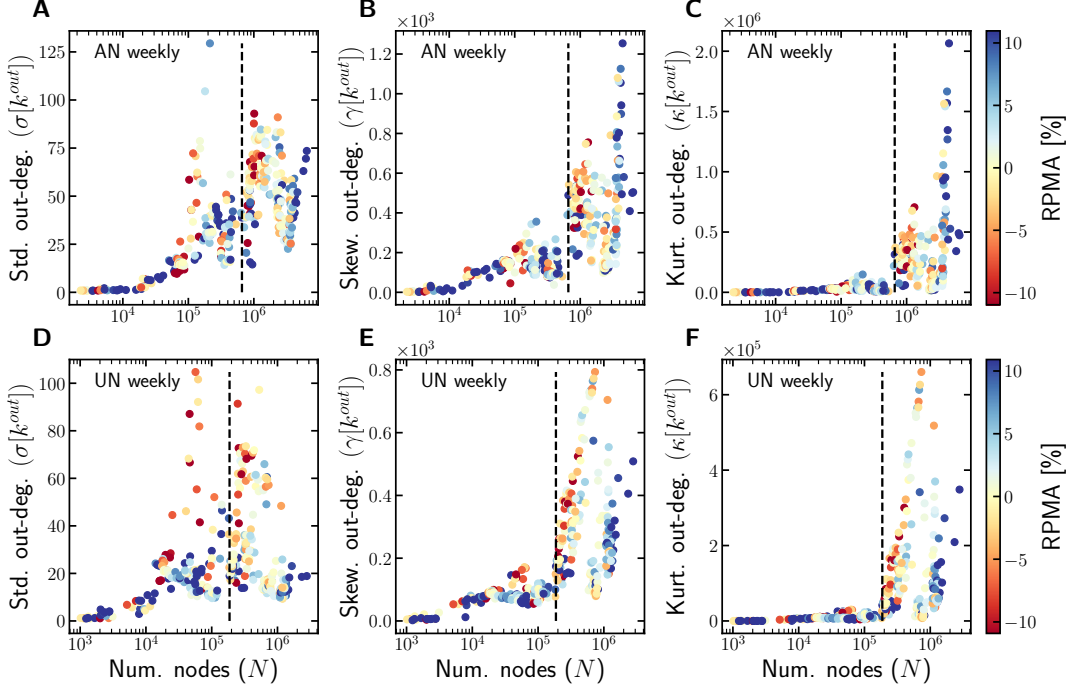 A
B
C
×10³
×10⁶
AN weekly
AN weekly
AN weekly
Std. out-deg. (σ[k^{out}])
0
25
50
75
100
125
10⁴
10⁵
10⁶
Skew. out-deg. (γ[k^{out}])
0.0
0.2
0.4
0.6
0.8
1.0
1.2
10⁴
10⁵
10⁶
Kurt. out-deg. (κ[k^{out}])
0.0
0.6
1.1
1.6
2.1
10⁴
10⁵
10⁶
10
5
0
−5
−10
RPMA [%]
D
E
F
×10³
×10⁵
UN weekly
UN weekly
UN weekly
Std. out-deg. (σ[k^{out}])
0
20
40
60
80
100
10³
10⁴
10⁵
10⁶
Num. nodes (N)
Skew. out-deg. (γ[k^{out}])
0.0
0.2
0.4
0.6
0.8
10³
10⁴
10⁵
10⁶
Num. nodes (N)
Kurt. out-deg. (κ[k^{out}])
0
2
4
6
10³
10⁴
10⁵
10⁶
Num. nodes (N)
10
5
0
−5
−10
RPMA [%]